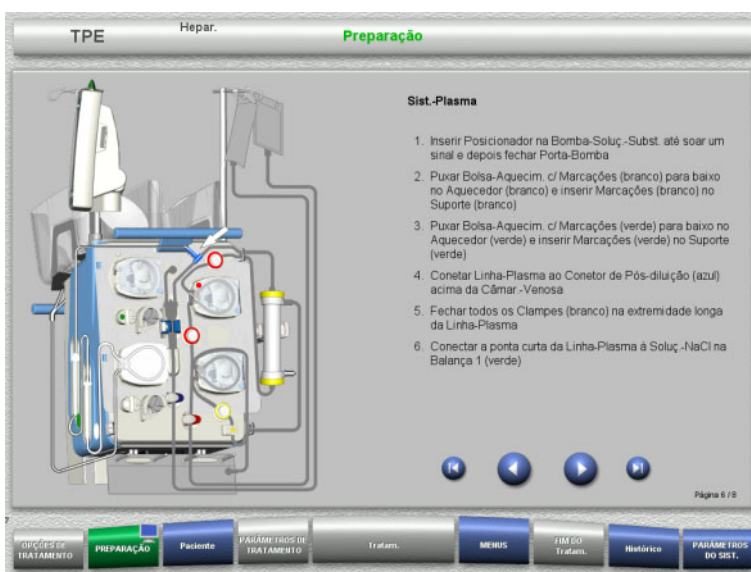 TPE
Hepar.
Preparação
Sist.-Plasma
1. Inserir Posicionador na Bomba-Soluç.-Subst. até soar um
sinal e depois fechar Porta-Bomba
2. Puxar Bolsa-Aquecim. c/ Marcações (branco) para baixo
no Aquecedor (branco) e inserir Marcações (branco) no
Suporte (branco)
3. Puxar Bolsa-Aquecim. c/ Marcações (verde) para baixo no
Aquecedor (verde) e inserir Marcações (verde) no Suporte
(verde)
4. Conetar Linha-Plasma ao Conetor de Pós-diluição (azul)
acima da Câmar -Venosa
5. Fechar todos os Clampes (branco) na extremidade longa
da Linha-Plasma
6. Conectar a ponta curta da Linha-Plasma á Soluç.-NaCl na
Balança 1 (verde)
Página 6 / 8
7
OPÇÕES DE
TRATAMENTO
PREPARAÇÃO
Paciente
PARÂMETROS DE
TRATAMENTO
Tratam.
MENUS
FIM DO
Tratam.
Histórico
PARÂMETROS
DO SIST.